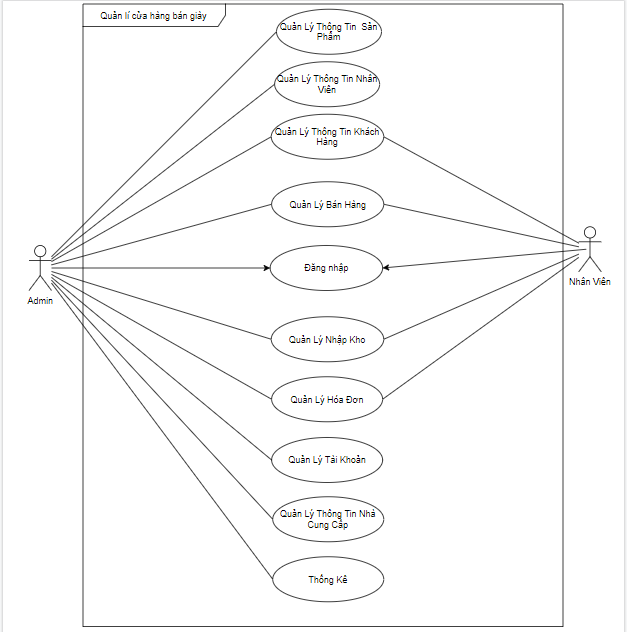 Quản lí cửa hàng bán giày
Quản Lý Thông Tin Sản
Phẩm
Quản Lý Thông Tin Nhân
Viên
Quản Lý Thông Tin Khách
Hàng
Quản Lý Bán Hàng
Đăng nhập
Admin
Nhân Viên
Quản Lý Nhập Kho
Quản Lý Hóa Đơn
Quản Lý Tài Khoản
Quản Lý Thông Tin Nhà
Cung Cấp
Thống Kê